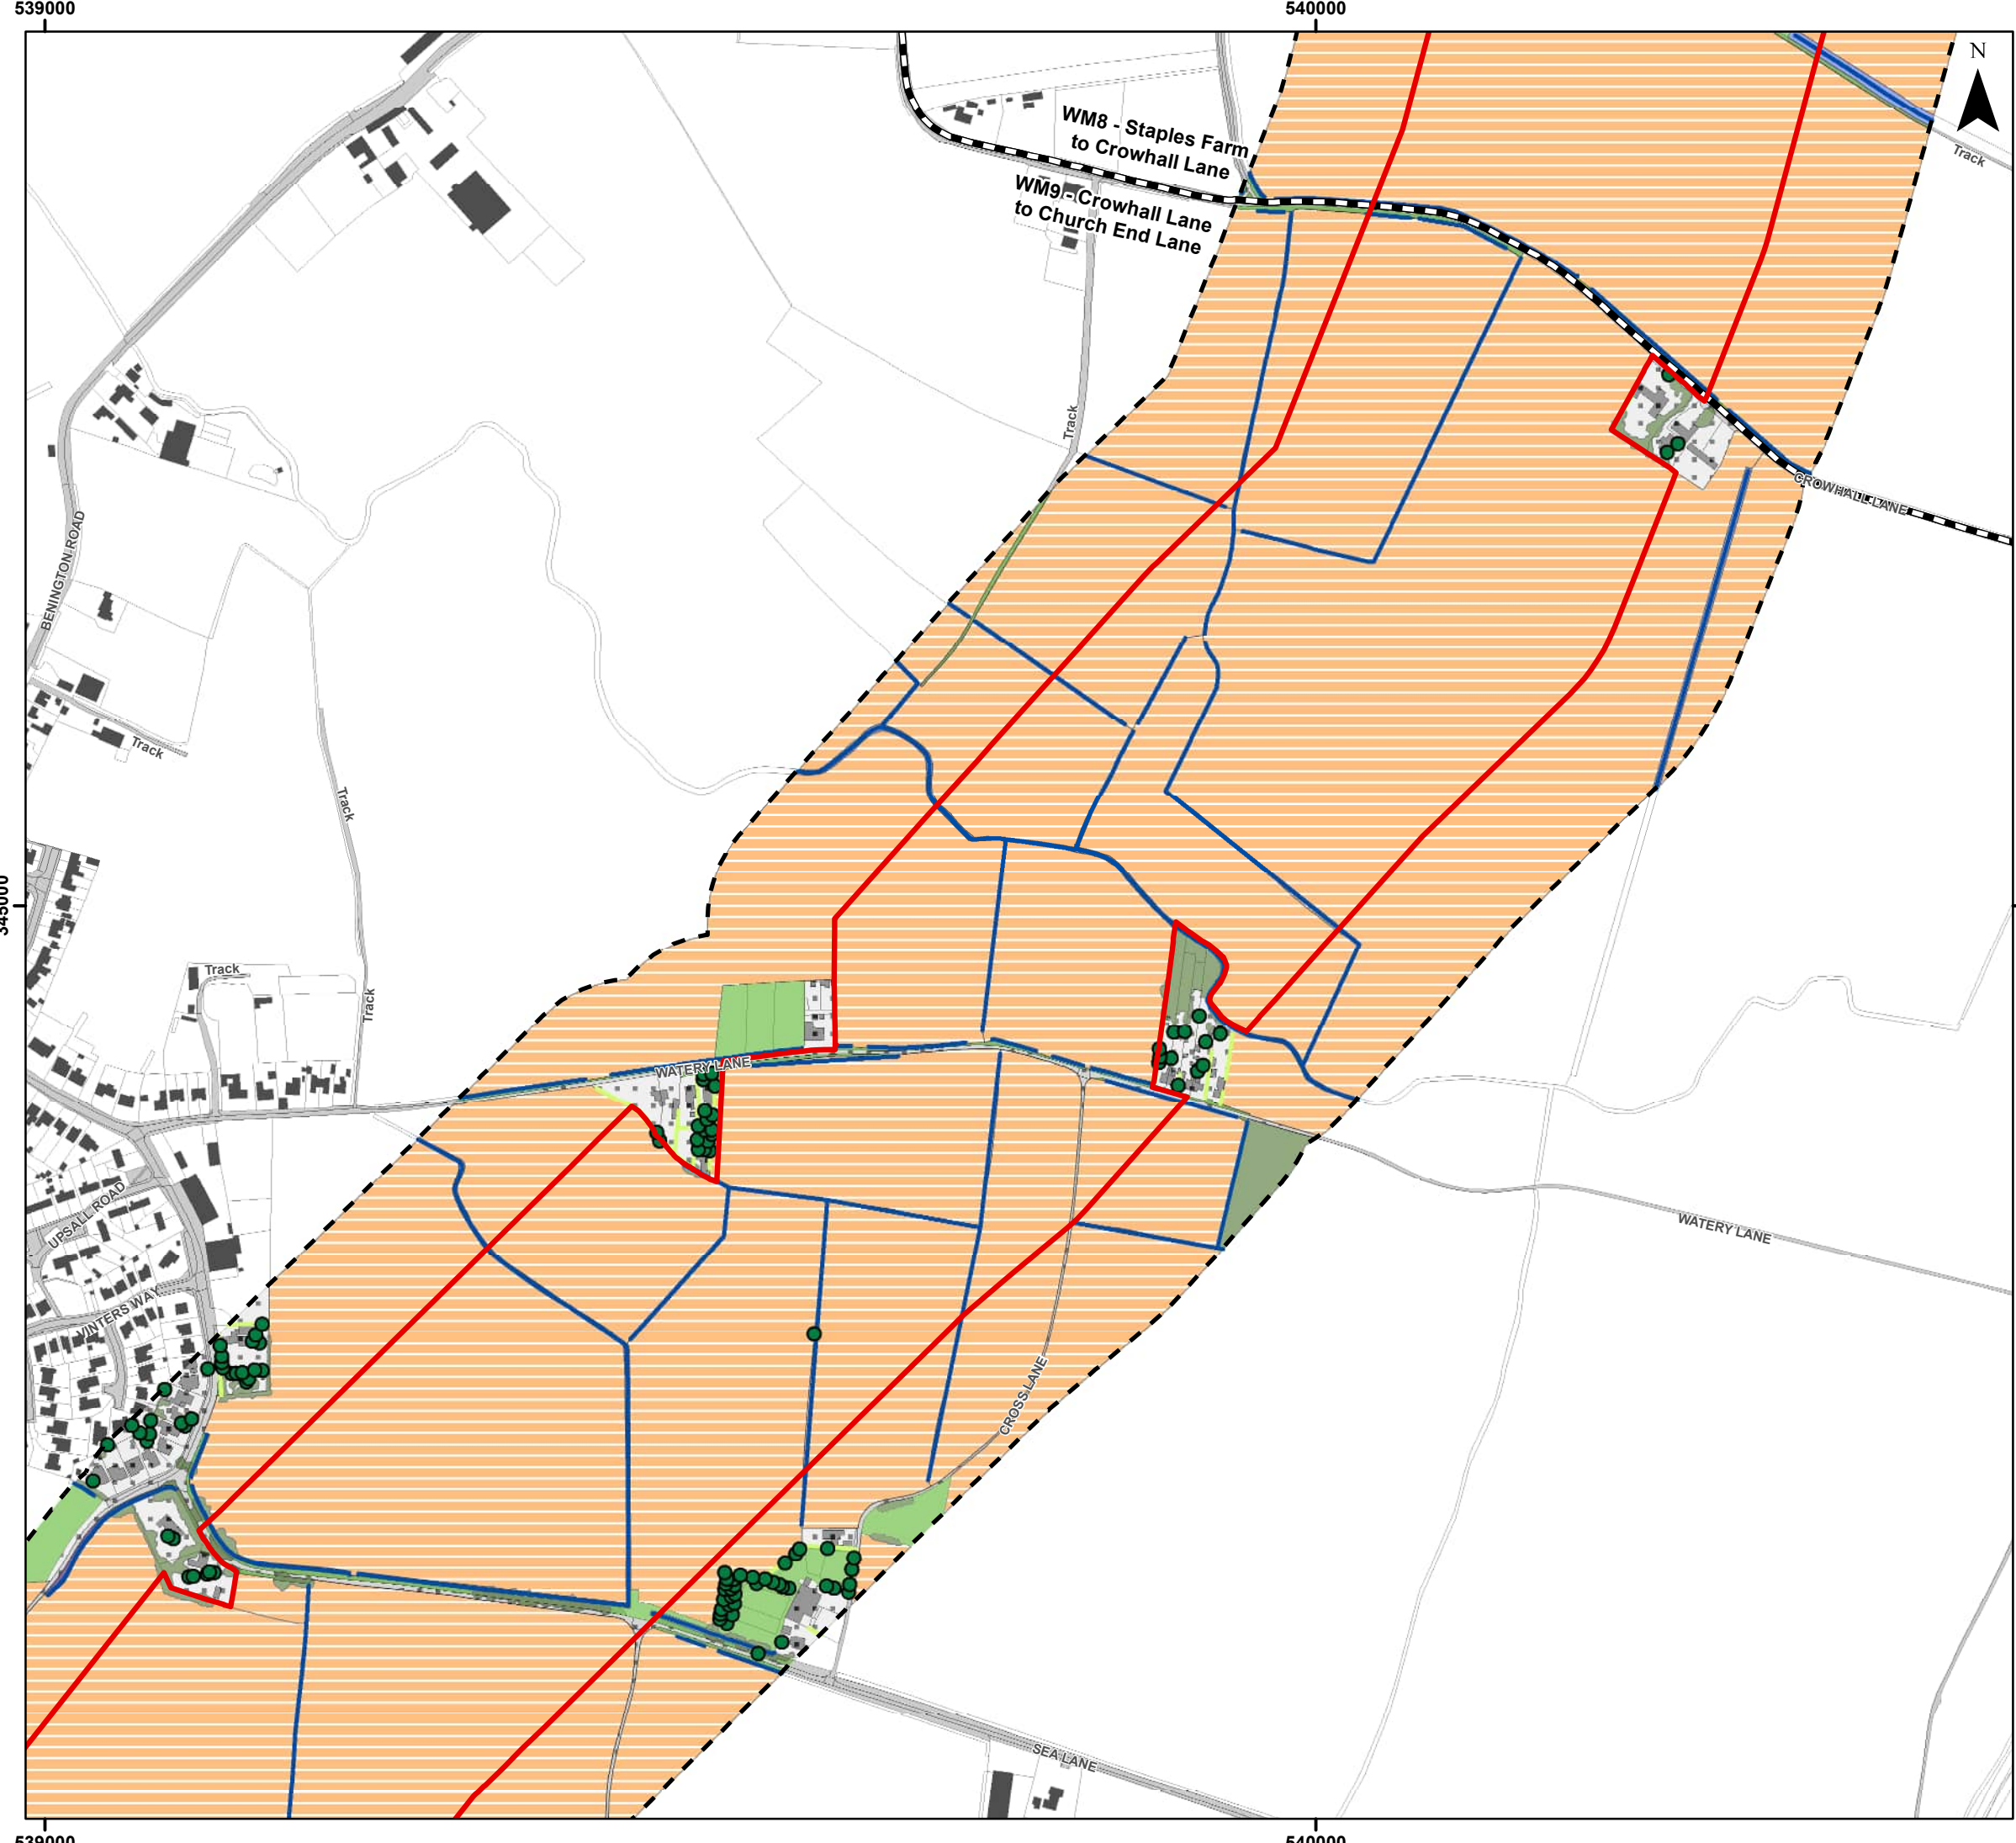 539000
540000
N
WM8 - Staples Farm
to Crowhall Lane
Track
WM9 - Crowhall Lane
to Church End Lane
Track
CROWHALL LANE
BENINGTON ROAD
Track
Track
345000
Track
Track
WATERY LANE
UPSALL ROAD
WATERY LANE
VINTERS WAY
CROSS LANE
SEA LANE
539000
540000